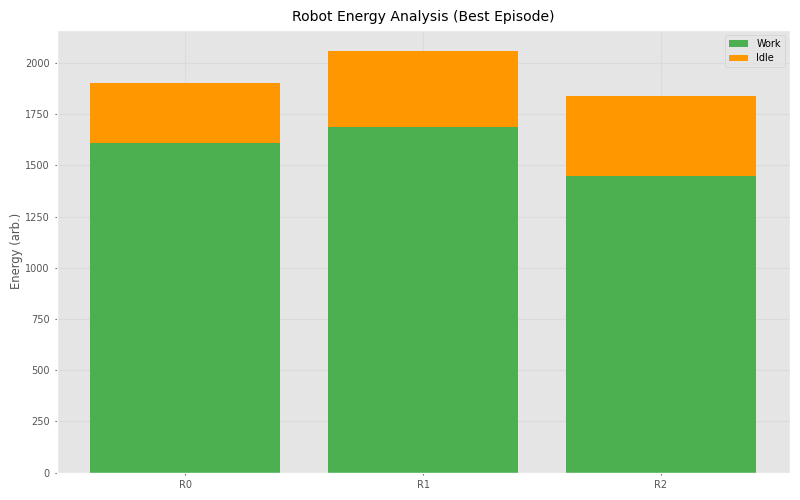 Robot Energy Analysis (Best Episode)
Work
Idle
Energy (arb.)
2000
1750
1500
1250
1000
750
500
250
0
R0
R1
R2